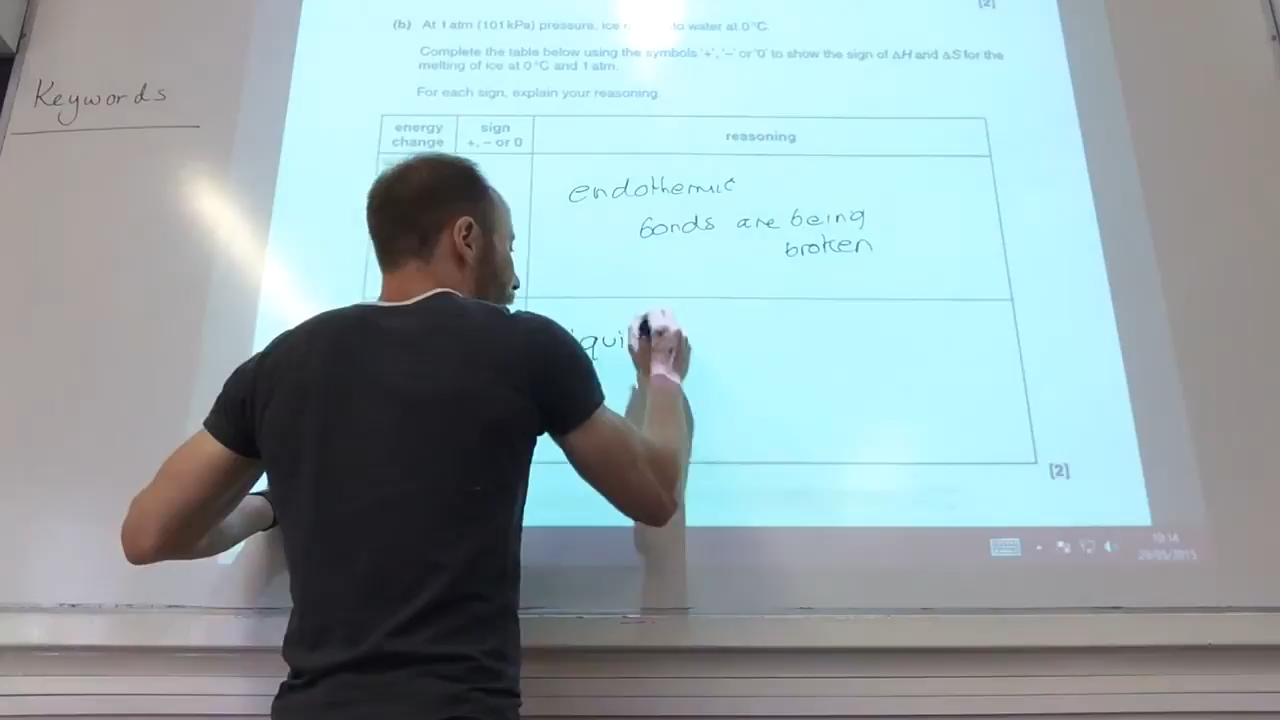 [2]
(b) At 1 atm (101 kPa) pressure, ice to water at 0 °C.
Complete the table below using the symbols '+', '–' or '0' to show the sign of ΔH and ΔS for the
melting of ice at 0 °C and 1 atm.
For each sign, explain your reasoning.
Keywords
energy change
sign +, – or 0
reasoning
endothemic
bonds are being
broken
[2]
10:14